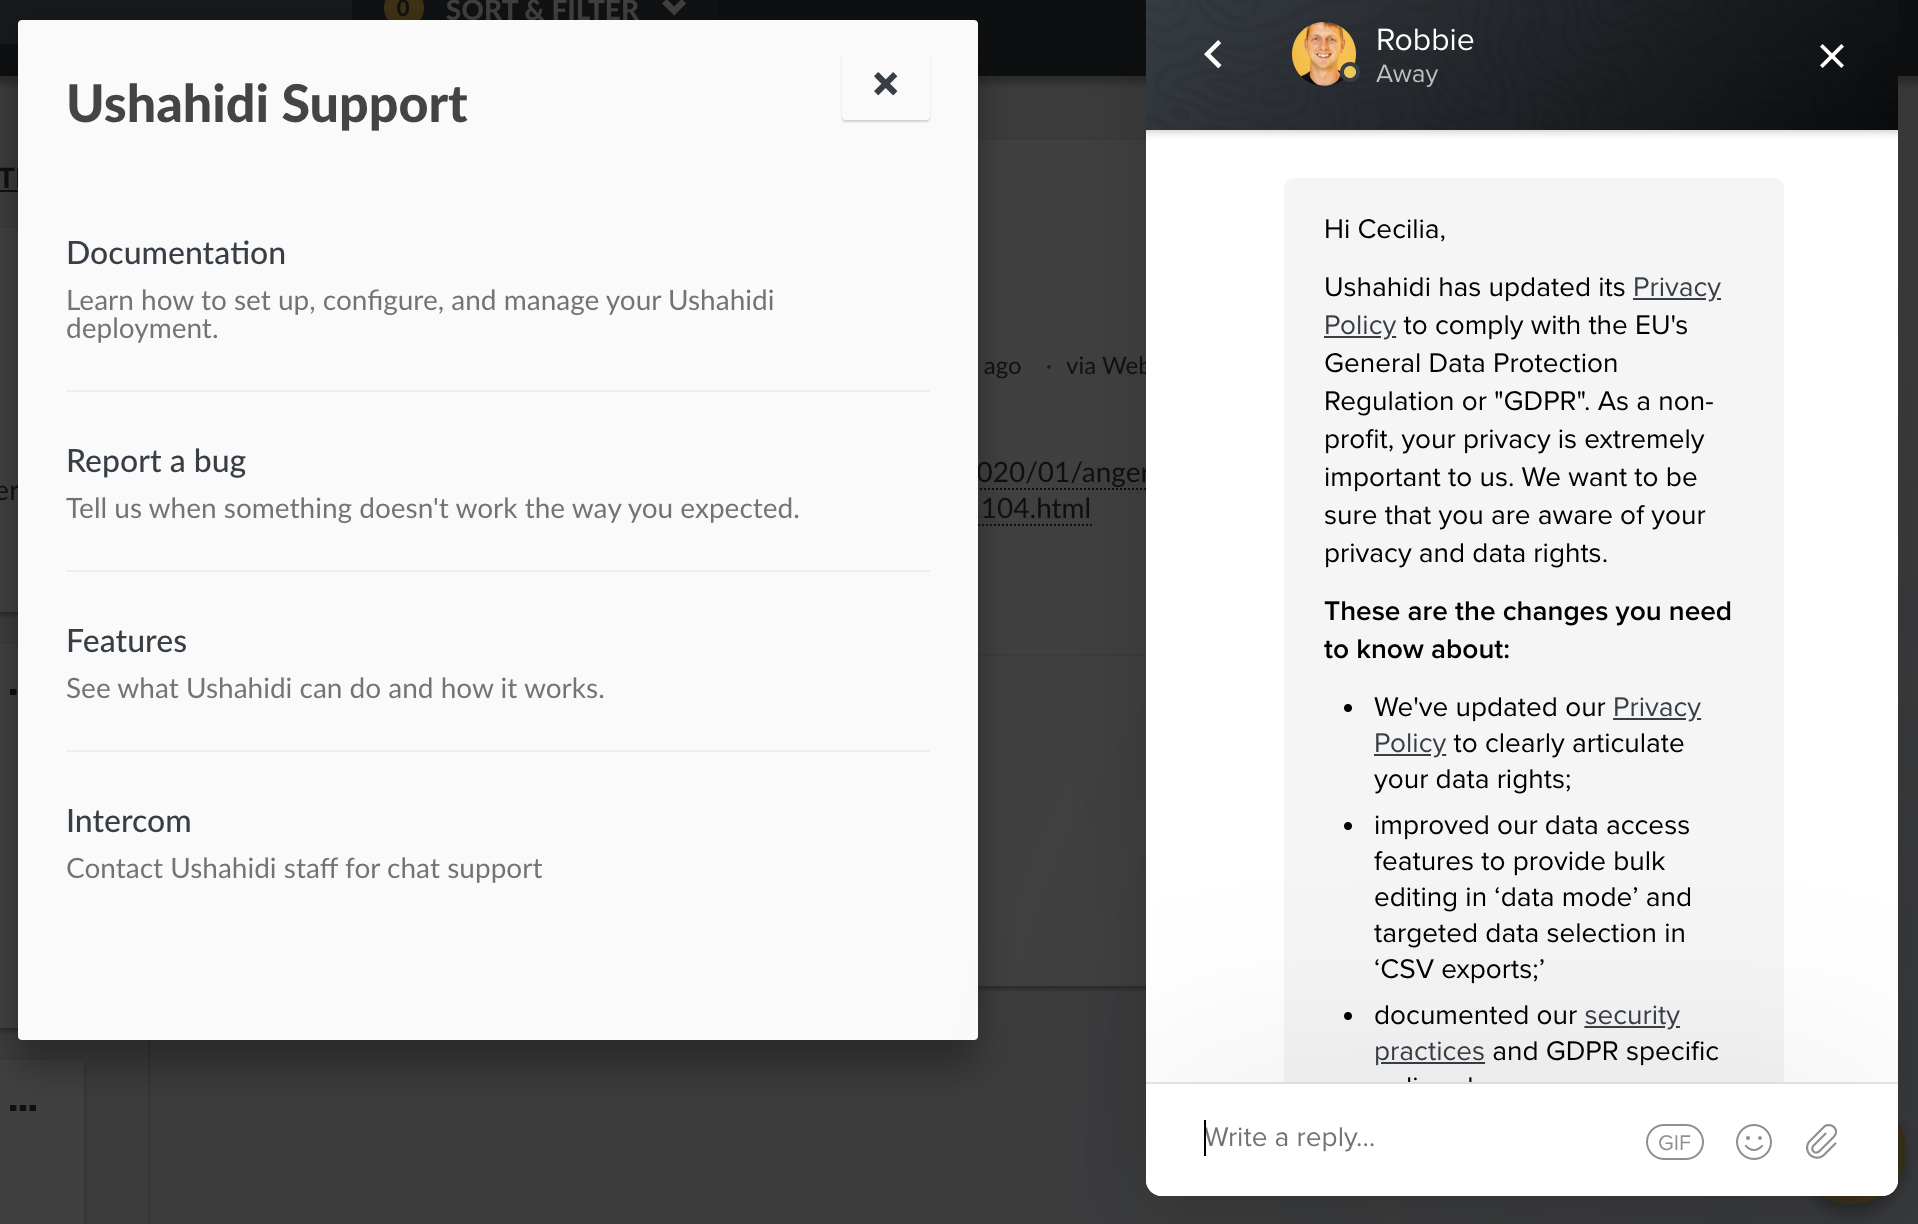 0 SORT & FILTER
Ushahidi Support
Documentation
Learn how to set up, configure, and manage your Ushahidi
deployment.
Report a bug
Tell us when something doesn't work the way you expected.
Features
See what Ushahidi can do and how it works.
Intercom
Contact Ushahidi staff for chat support
ago · via Web
020/01/anger
104.html
Robbie
Away
Hi Cecilia,
Ushahidi has updated its Privacy
Policy to comply with the EU's
General Data Protection
Regulation or "GDPR". As a non-
profit, your privacy is extremely
important to us. We want to be
sure that you are aware of your
privacy and data rights.
These are the changes you need
to know about:
• We've updated our Privacy
Policy to clearly articulate
your data rights;
• improved our data access
features to provide bulk
editing in ‘data mode’ and
targeted data selection in
‘CSV exports;’
• documented our security
practices and GDPR specific
Write a reply...
GIF